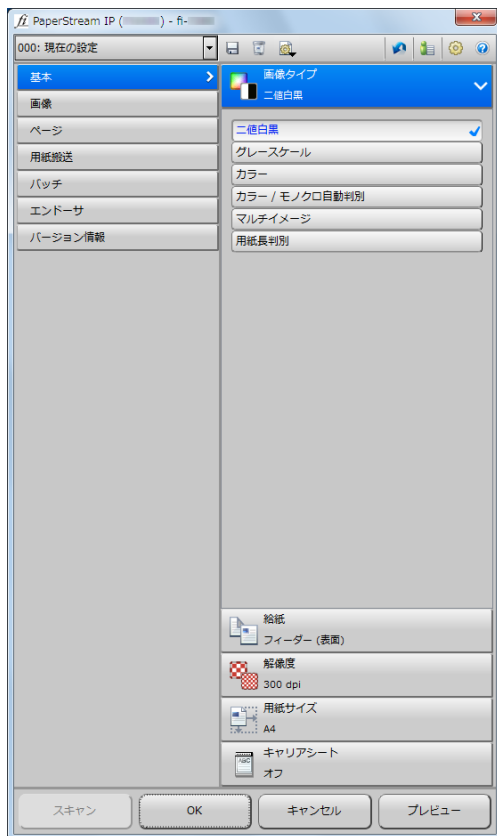 fi PaperStream IP ( ) - fi-
000: 現在の設定
基本
画像
ページ
用紙搬送
バッチ
エンドーサ
バージョン情報
画像タイプ
二値白黒
二値白黒
グレースケール
カラー
カラー / モノクロ自動判別
マルチイメージ
用紙長判別
給紙
フィーダー (表面)
解像度
300 dpi
用紙サイズ
A4
キャリアシート
オフ
スキャン
OK
キャンセル
プレビュー